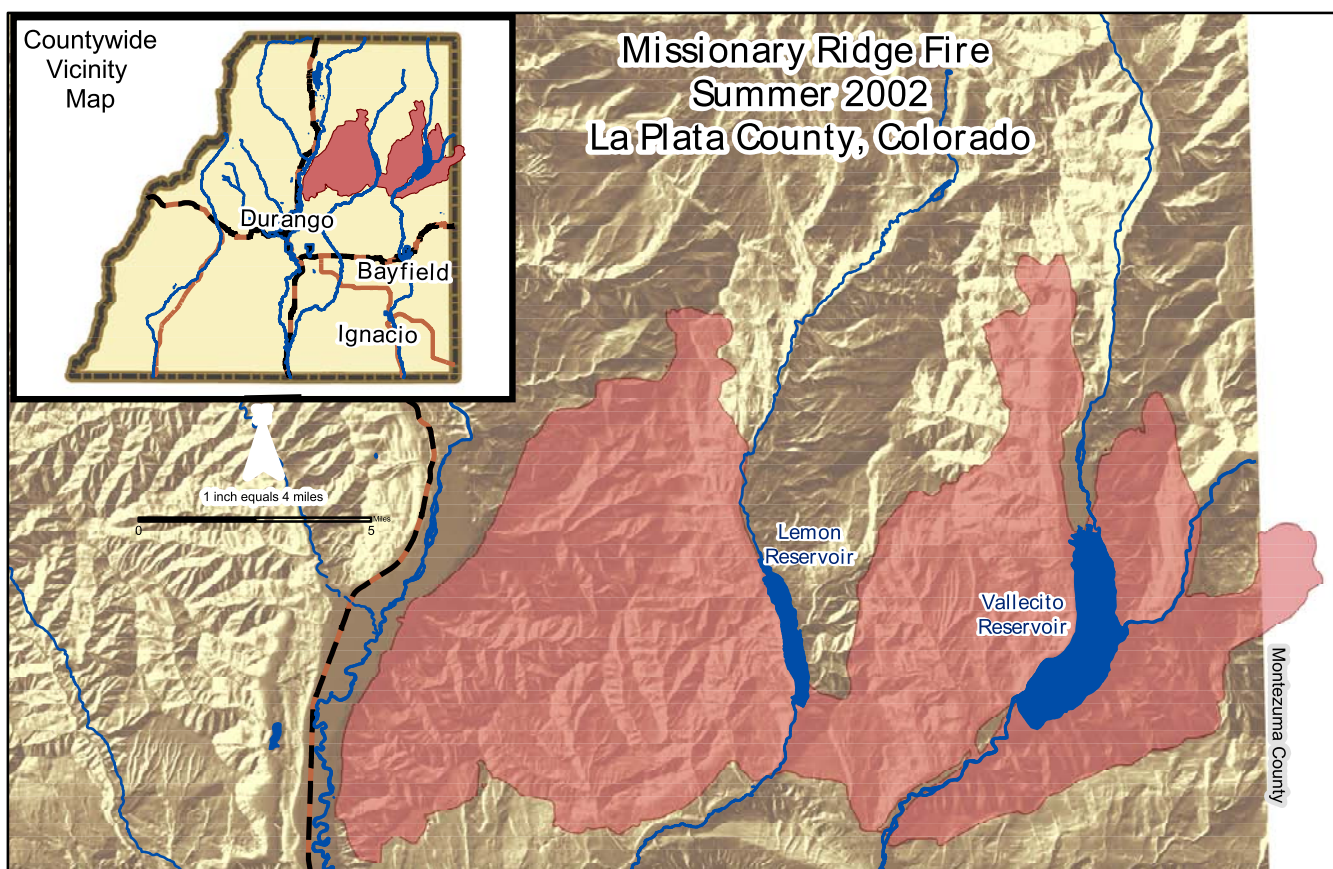 Countywide
Vicinity
Map
Missionary Ridge Fire
Summer 2002
La Plata County, Colorado
Durango
Bayfield
Ignacio
1 inch equals 4 miles
Miles
0
5
Lemon
Reservoir
Vallecito
Reservoir
Montezuma County